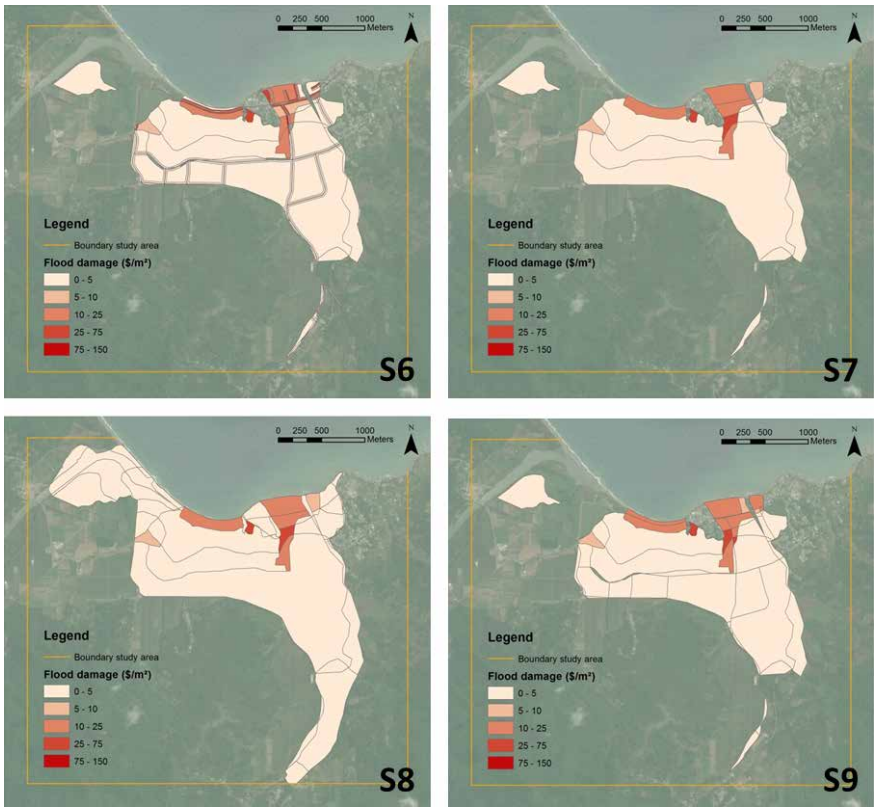 0 250 500 1000
Meters
N
Legend
Boundary study area
Flood damage ($/m²)
0 - 5
5 - 10
10 - 25
25 - 75
75 - 150
S6
0 250 500 1000
Meters
N
Legend
Boundary study area
Flood damage ($/m²)
0 - 5
5 - 10
10 - 25
25 - 75
75 - 150
S7
0 250 500 1000
Meters
N
Legend
Boundary study area
Flood damage ($/m²)
0 - 5
5 - 10
10 - 25
25 - 75
75 - 150
S8
0 250 500 1000
Meters
N
Legend
Boundary study area
Flood damage ($/m²)
0 - 5
5 - 10
10 - 25
25 - 75
75 - 150
S9